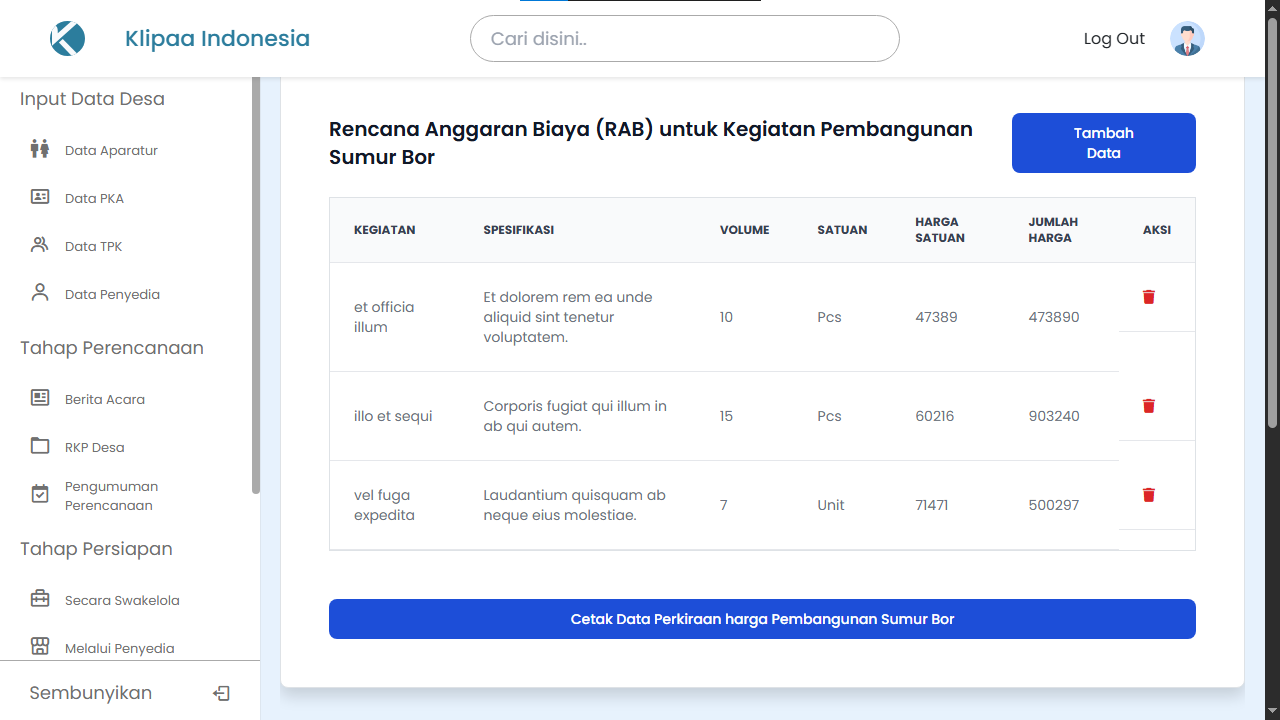 Klipaa Indonesia
Cari disini..
Log Out
Input Data Desa
Data Aparatur
Data PKA
Data TPK
Data Penyedia
Tahap Perencanaan
Berita Acara
RKP Desa
Pengumuman
Perencanaan
Tahap Persiapan
Secara Swakelola
Melalui Penyedia
Sembunyikan
Rencana Anggaran Biaya (RAB) untuk Kegiatan Pembangunan
Sumur Bor
Tambah
Data
KEGIATAN SPESIFIKASI VOLUME SATUAN HARGA SATUAN JUMLAH HARGA AKSI
et officia illum Et dolorem rem ea unde aliquid sint tenetur voluptatem. 10 Pcs 47389 473890
illo et sequi Corporis fugiat qui illum in ab qui autem. 15 Pcs 60216 903240
vel fuga expedita Laudantium quisquam ab neque eius molestiae. 7 Unit 71471 500297
Cetak Data Perkiraan harga Pembangunan Sumur Bor